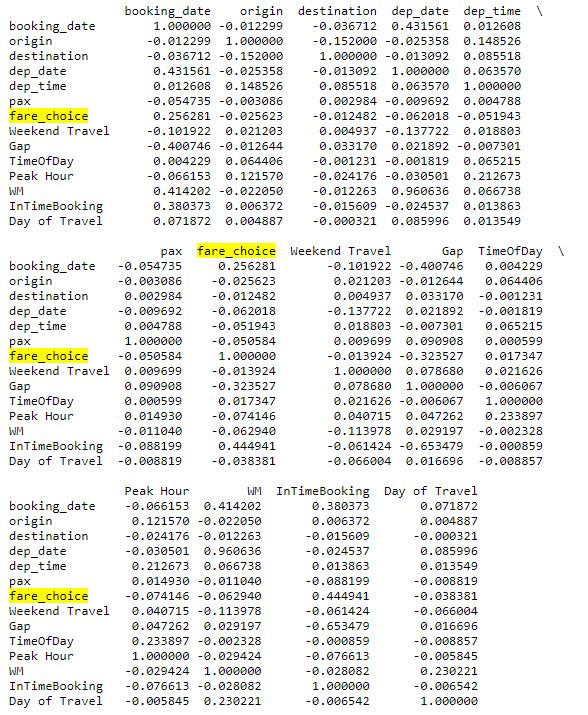 booking_date origin destination dep_date dep_time \
booking_date 1.000000 -0.012299 -0.036712 0.431561 0.012608
origin -0.012299 1.000000 -0.152000 -0.025358 0.148526
destination -0.036712 -0.152000 1.000000 -0.013092 0.085518
dep_date 0.431561 -0.025358 -0.013092 1.000000 0.063570
dep_time 0.012608 0.148526 0.085518 0.063570 1.000000
pax -0.054735 -0.003086 0.002984 -0.009692 0.004788
fare_choice 0.256281 -0.025623 -0.012482 -0.062018 -0.051943
Weekend Travel -0.101922 0.021203 0.004937 -0.137722 0.018803
Gap -0.400746 -0.012644 0.033170 0.021892 -0.007301
TimeOfDay 0.004229 0.064406 -0.001231 -0.001819 0.065215
Peak Hour -0.066153 0.121570 -0.024176 -0.030501 0.212673
WM 0.414202 -0.022050 -0.012263 0.960636 0.066738
InTimeBooking 0.380373 0.006372 -0.015609 -0.024537 0.013863
Day of Travel 0.071872 0.004887 -0.000321 0.085996 0.013549
pax fare_choice Weekend Travel Gap TimeOfDay \
booking_date -0.054735 0.256281 -0.101922 -0.400746 0.004229
origin -0.003086 -0.025623 0.021203 -0.012644 0.064406
destination 0.002984 -0.012482 0.004937 0.033170 -0.001231
dep_date -0.009692 -0.062018 -0.137722 0.021892 -0.001819
dep_time 0.004788 -0.051943 0.018803 -0.007301 0.065215
pax 1.000000 -0.050584 0.009699 0.090908 0.000599
fare_choice -0.050584 1.000000 -0.013924 -0.323527 0.017347
Weekend Travel 0.009699 -0.013924 1.000000 0.078680 0.021626
Gap 0.090908 -0.323527 0.078680 1.000000 -0.006067
TimeOfDay 0.000599 0.017347 0.021626 -0.006067 1.000000
Peak Hour 0.014930 -0.074146 0.040715 0.047262 0.233897
WM -0.011040 -0.062940 -0.113978 0.029197 -0.002328
InTimeBooking -0.088199 0.444941 -0.061424 -0.653479 -0.000859
Day of Travel -0.008819 -0.038381 -0.066004 0.016696 -0.008857
Peak Hour WM InTimeBooking Day of Travel
booking_date -0.066153 0.414202 0.380373 0.071872
origin 0.121570 -0.022050 0.006372 0.004887
destination -0.024176 -0.012263 -0.015609 -0.000321
dep_date -0.030501 0.960636 -0.024537 0.085996
dep_time 0.212673 0.066738 0.013863 0.013549
pax 0.014930 -0.011040 -0.088199 -0.008819
fare_choice -0.074146 -0.062940 0.444941 -0.038381
Weekend Travel 0.040715 -0.113978 -0.061424 -0.066004
Gap 0.047262 0.029197 -0.653479 0.016696
TimeOfDay 0.233897 -0.002328 -0.000859 -0.008857
Peak Hour 1.000000 -0.029424 -0.076613 -0.005845
WM -0.029424 1.000000 -0.028082 0.230221
InTimeBooking -0.076613 -0.028082 1.000000 -0.006542
Day of Travel -0.005845 0.230221 -0.006542 1.000000